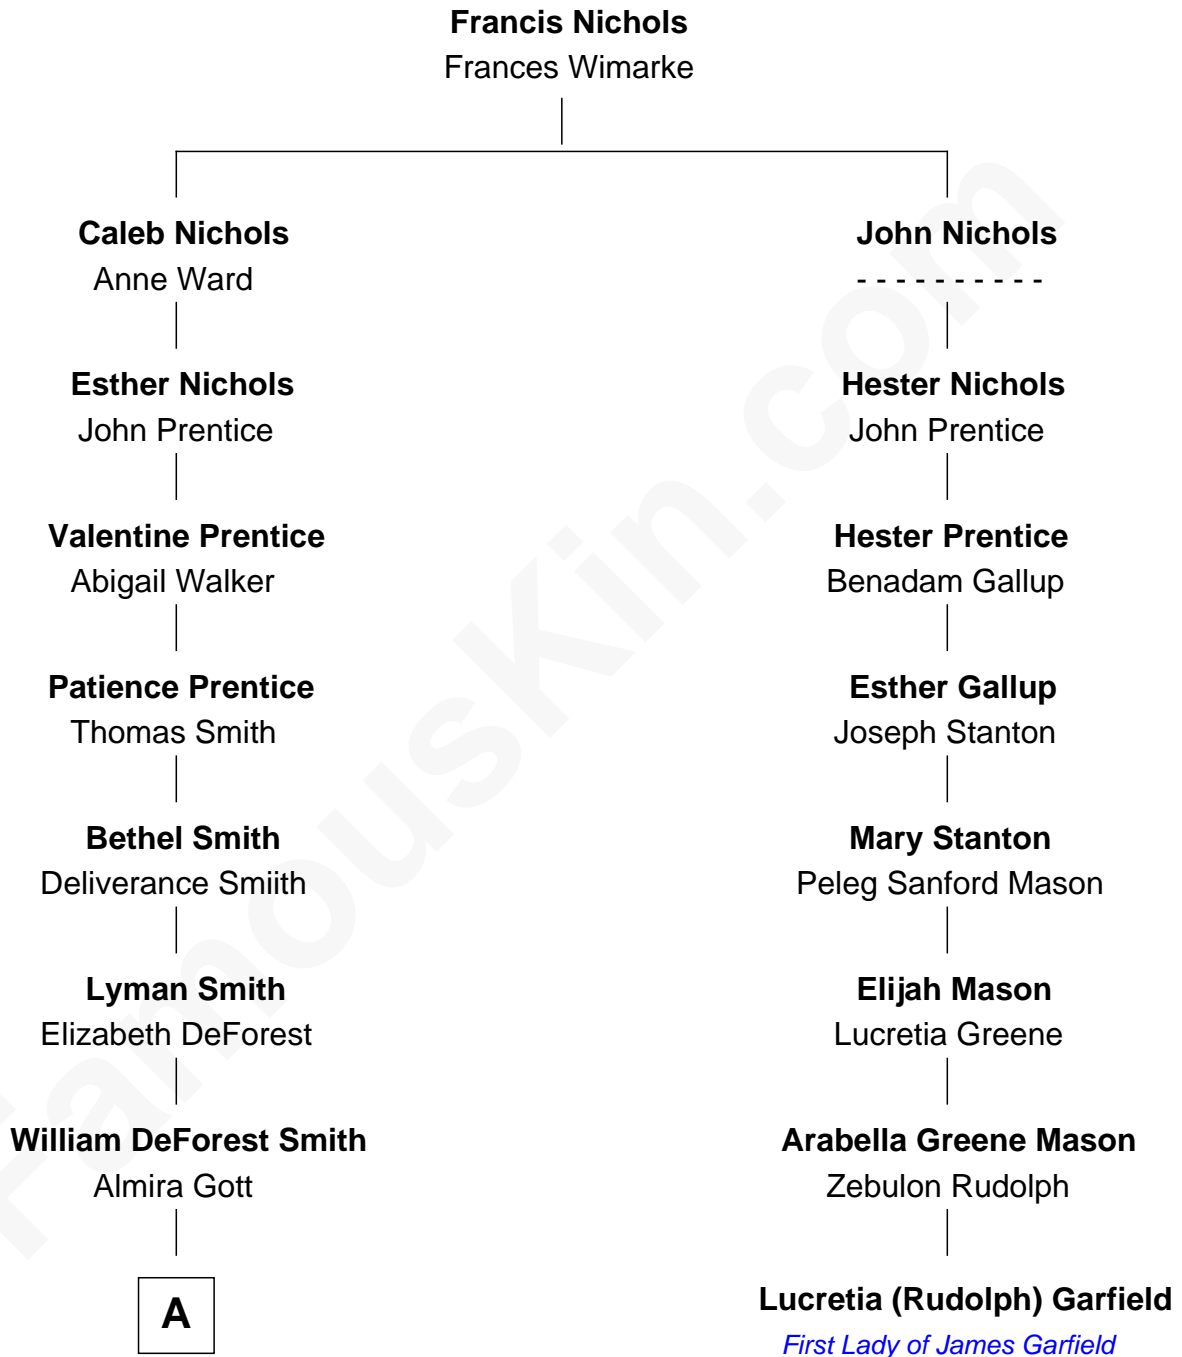 Francis Nichols
Frances Wimarke
Caleb Nichols
Anne Ward
John Nichols
- - - - - - - - - -
Esther Nichols
John Prentice
Hester Nichols
John Prentice
Valentine Prentice
Abigail Walker
Hester Prentice
Benadam Gallup
Patience Prentice
Thomas Smith
Esther Gallup
Joseph Stanton
Bethel Smith
Deliverance Smiith
Mary Stanton
Peleg Sanford Mason
Lyman Smith
Elizabeth DeForest
Elijah Mason
Lucretia Greene
William DeForest Smith
Almira Gott
Arabella Greene Mason
Zebulon Rudolph
A
Lucretia (Rudolph) Garfield
First Lady of James Garfield
FamousKin.com